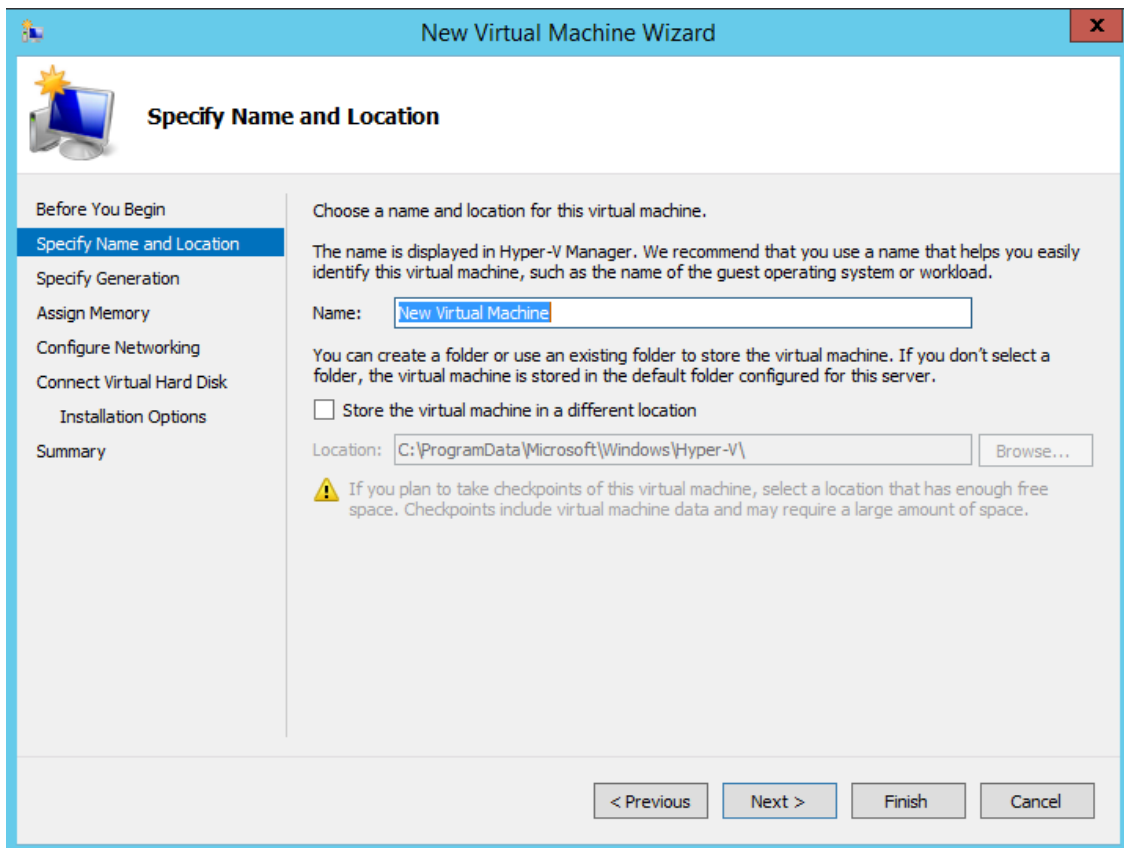 New Virtual Machine Wizard
x
Specify Name and Location
Before You Begin
Specify Name and Location
Specify Generation
Assign Memory
Configure Networking
Connect Virtual Hard Disk
Installation Options
Summary
Choose a name and location for this virtual machine.
The name is displayed in Hyper-V Manager. We recommend that you use a name that helps you easily
identify this virtual machine, such as the name of the guest operating system or workload.
Name: New Virtual Machine
You can create a folder or use an existing folder to store the virtual machine. If you don't select a
folder, the virtual machine is stored in the default folder configured for this server.
Store the virtual machine in a different location
Location: C:\ProgramData\Microsoft\Windows\Hyper-V\ Browse...
If you plan to take checkpoints of this virtual machine, select a location that has enough free
space. Checkpoints include virtual machine data and may require a large amount of space.
< Previous Next > Finish Cancel